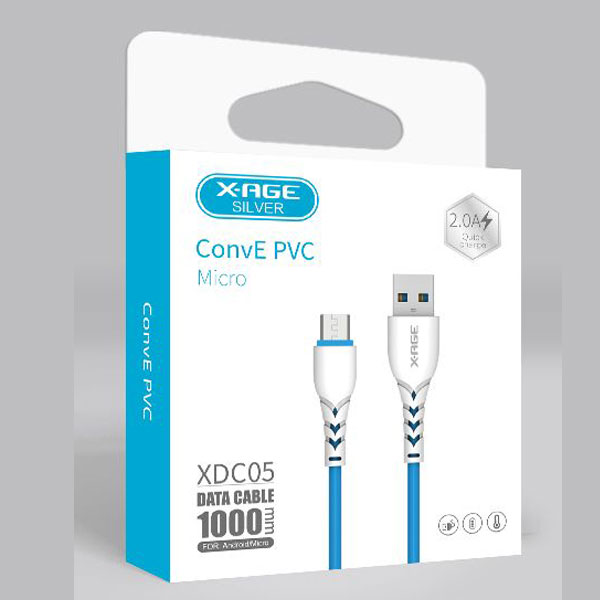 X-AGE
SILVER
2.0A
Quick
charge
ConvE PVC
Micro
ConvE PVC
X-AGE
XDC05
DATA CABLE
1000mm
FOR: Android/Micro